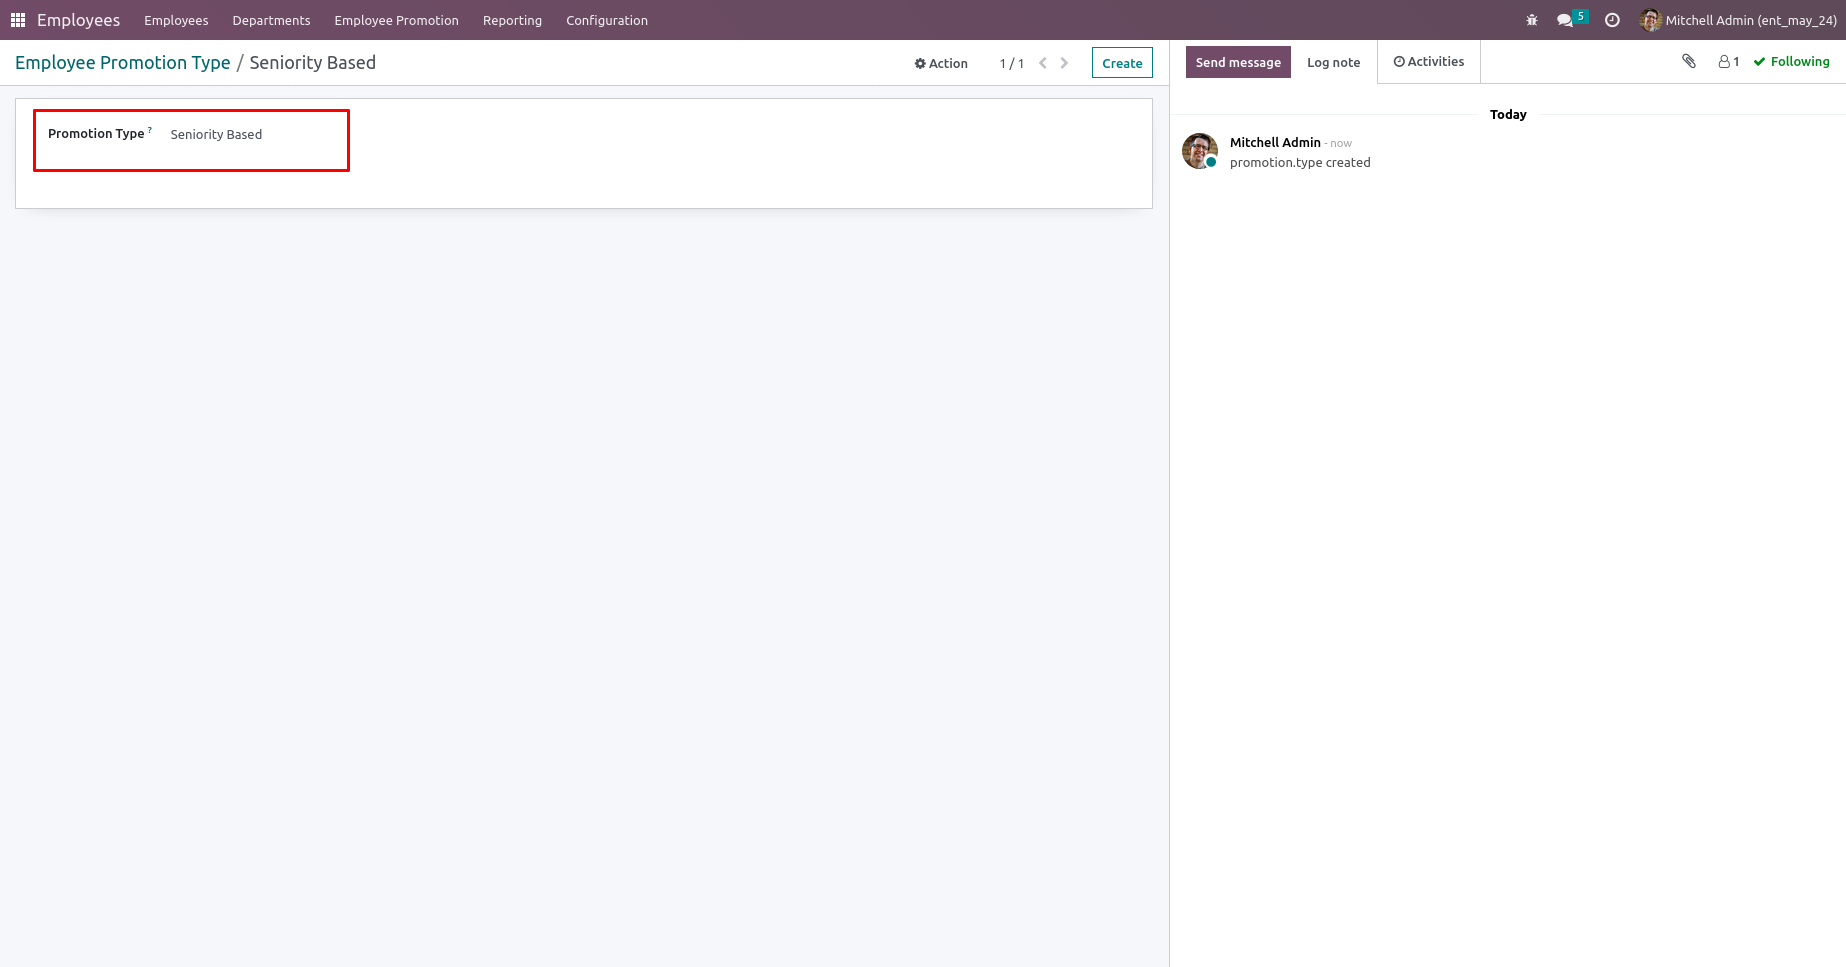 Employees Employees Departments Employee Promotion Reporting Configuration 5 Mitchell Admin (ent_may_24)
Employee Promotion Type / Seniority Based Action 1 / 1 Create Send message Log note Activities 1 Following
Today
Promotion Type ? Seniority Based
Mitchell Admin - now
promotion.type created